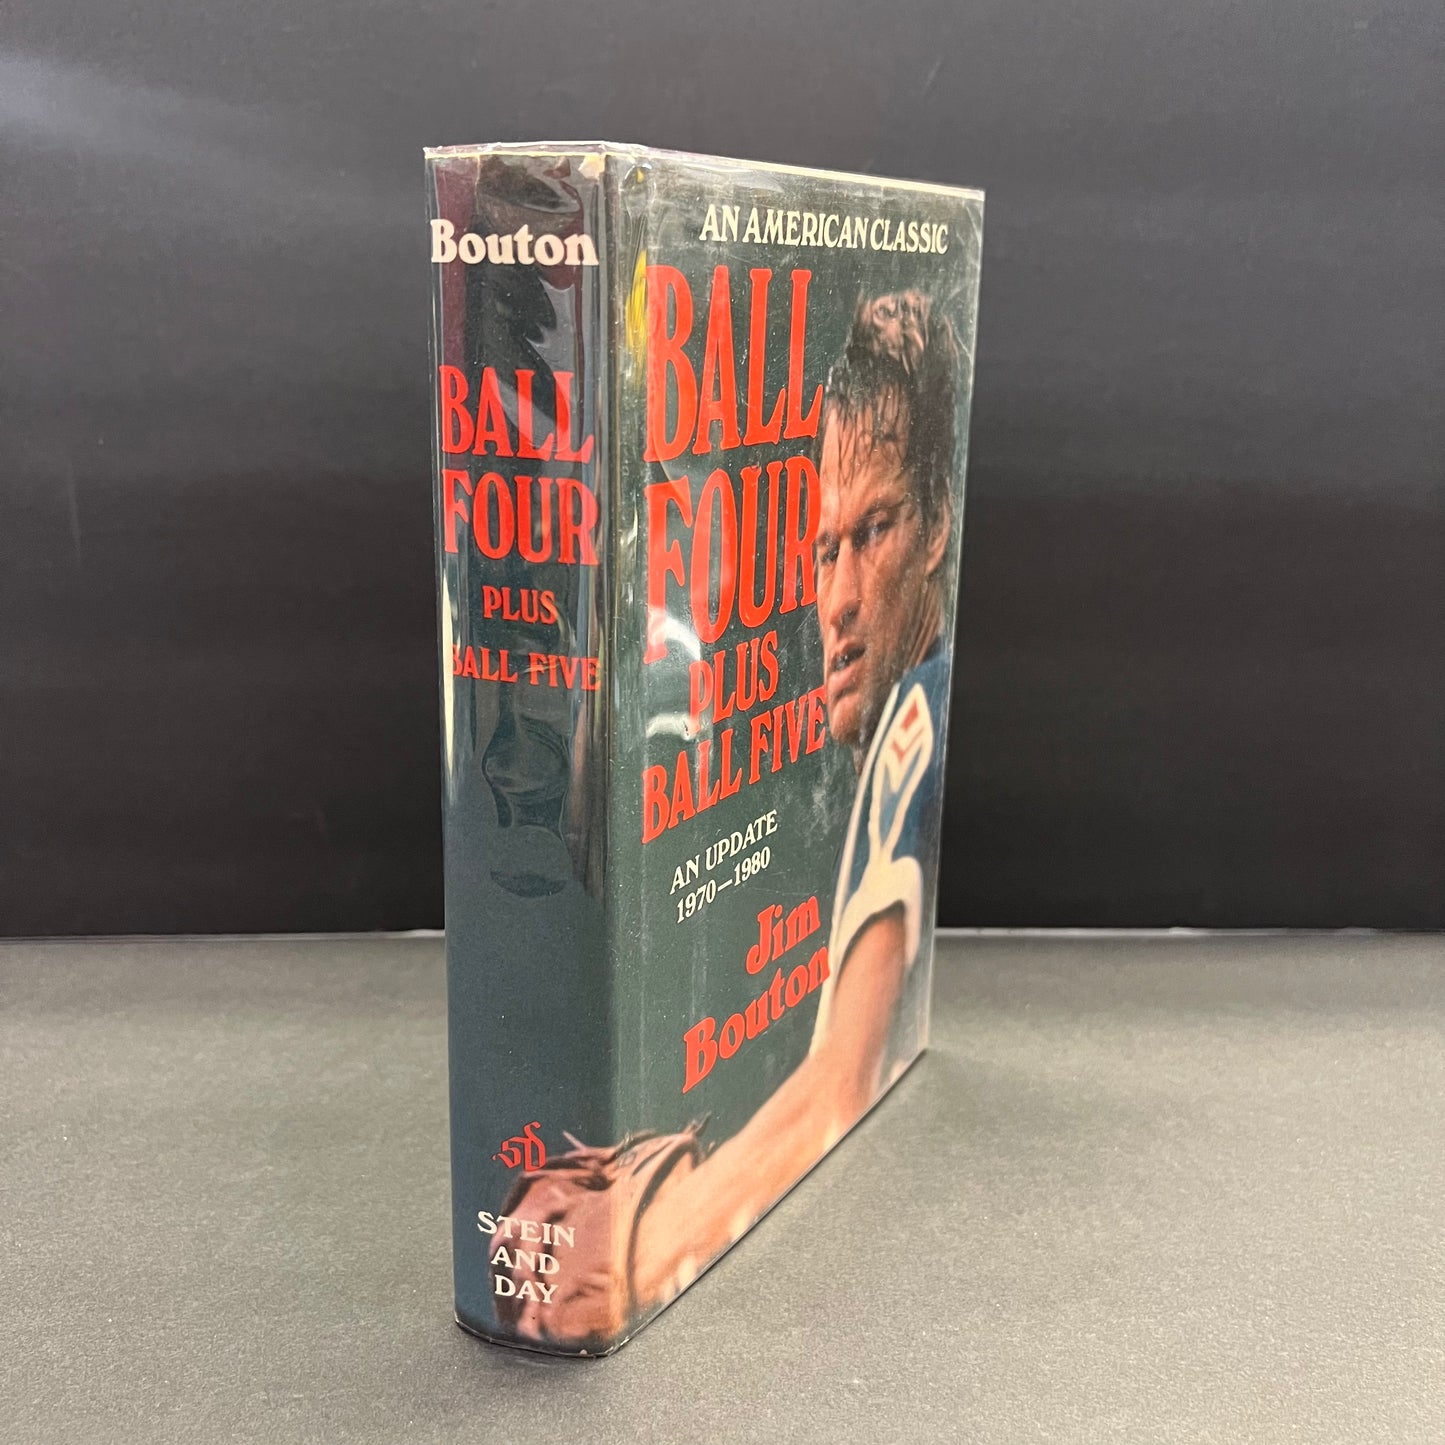 Bouton
BALL
FOUR
PLUS
BALL FIVE
STEIN
AND
DAY
AN AMERICAN CLASSIC
BALL
FOUR
PLUS
BALL FIVE
AN UPDATE
1970—1980
Jim
Bouton